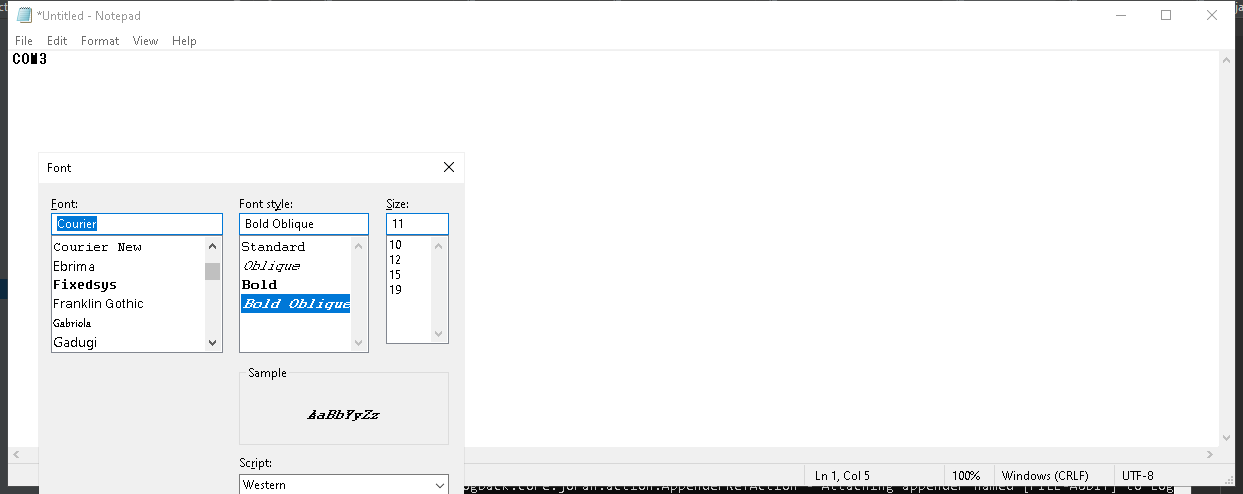 *Untitled - Notepad
File Edit Format View Help
COM3
Font
Font: Font style: Size:
Courier Bold Oblique 11
Courier New Standard 10
Ebrima Oblique 12
Fixedsys Bold 15
Franklin Gothic Bold Oblique 19
Gabriola
Gadugi
Sample
AaBbYyZz
Script:
Western
Ln 1, Col 5 100% Windows (CRLF) UTF-8